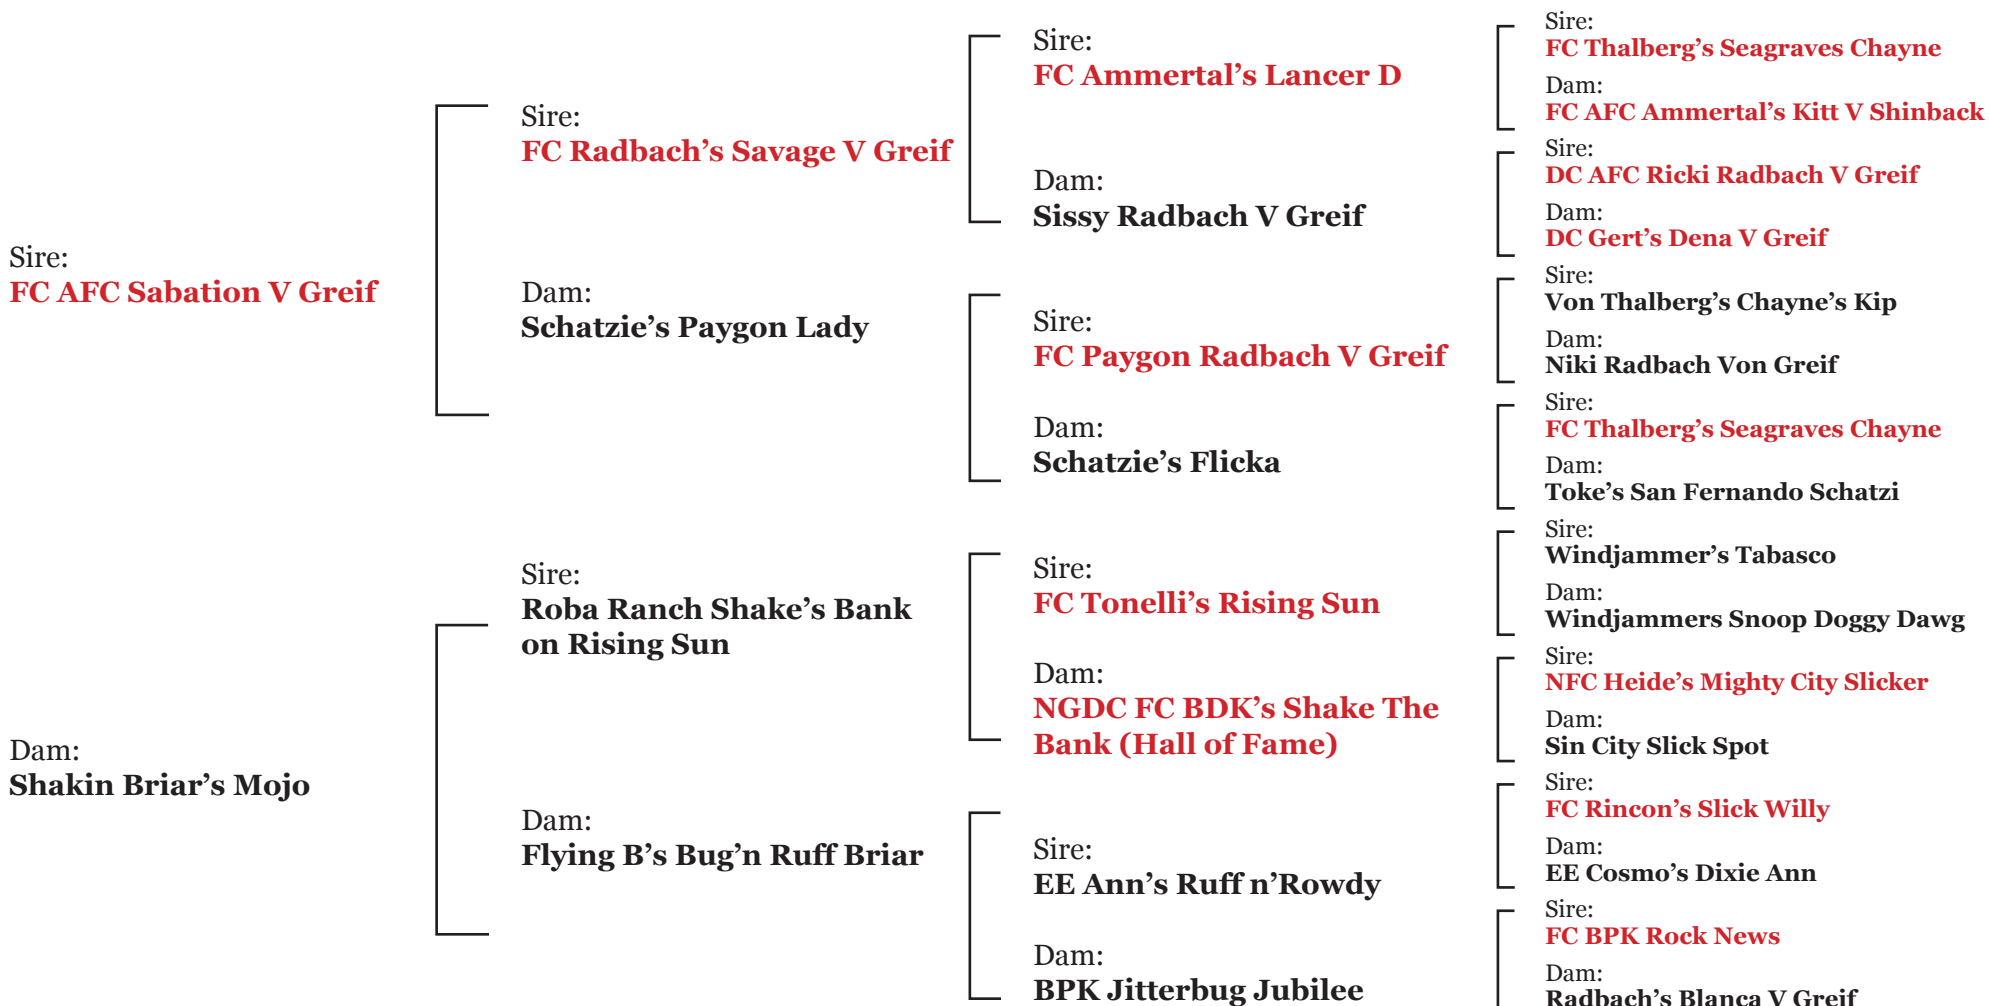 Sire:
FC AFC Sabation V Greif
Dam:
Shakin Briar’s Mojo
Sire:
FC Radbach’s Savage V Greif
Dam:
Schatzie’s Paygon Lady
Sire:
Roba Ranch Shake’s Bank
on Rising Sun
Dam:
Flying B’s Bug’n Ruff Briar
Sire:
FC Ammertal’s Lancer D
Dam:
Sissy Radbach V Greif
Sire:
FC Paygon Radbach V Greif
Dam:
Schatzie’s Flicka
Sire:
FC Tonelli’s Rising Sun
Dam:
NGDC FC BDK’s Shake The
Bank (Hall of Fame)
Sire:
EE Ann’s Ruff n’Rowdy
Dam:
BPK Jitterbug Jubilee
Sire:
FC Thalberg’s Seagraves Chayne
Dam:
FC AFC Ammertal’s Kitt V Shinback
Sire:
DC AFC Ricki Radbach V Greif
Dam:
DC Gert’s Dena V Greif
Sire:
Von Thalberg’s Chayne’s Kip
Dam:
Niki Radbach Von Greif
Sire:
FC Thalberg’s Seagraves Chayne
Dam:
Toke’s San Fernando Schatzi
Sire:
Windjammer’s Tabasco
Dam:
Windjammers Snoop Doggy Dawg
Sire:
NFC Heide’s Mighty City Slicker
Dam:
Sin City Slick Spot
Sire:
FC Rincon’s Slick Willy
Dam:
EE Cosmo’s Dixie Ann
Sire:
FC BPK Rock News
Dam:
Radbach’s Blanca V Greif